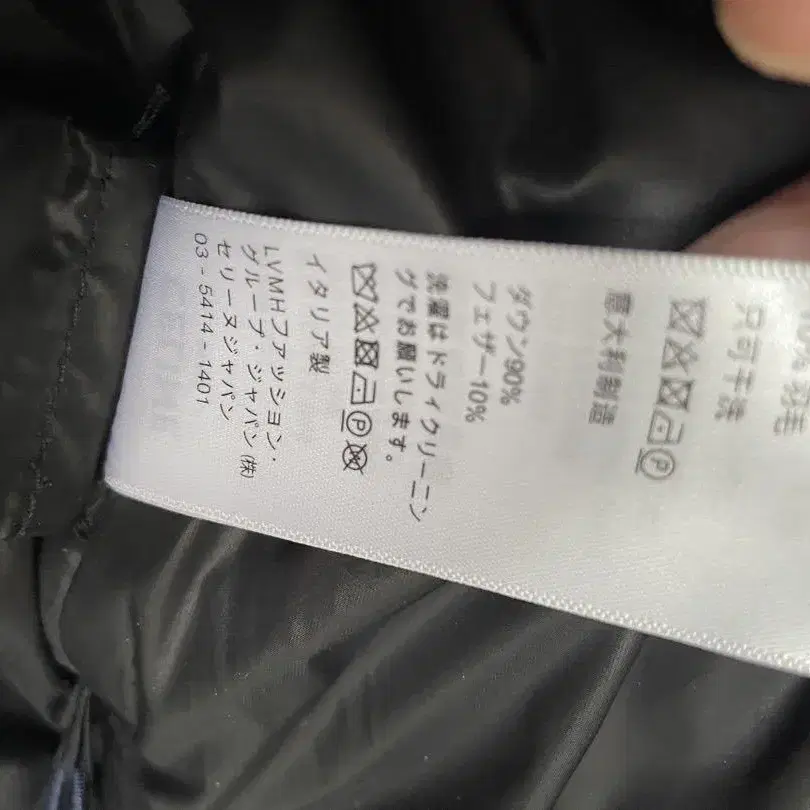 羽毛
只可干洗
意大利制造
ダウン90%
フェザー10%
洗濯はドライクリーニン
グでお願いします。
イタリア製
LVMHファッション・
グループ・ジャパン(株)
セリーヌジャパン
03-5414-1401